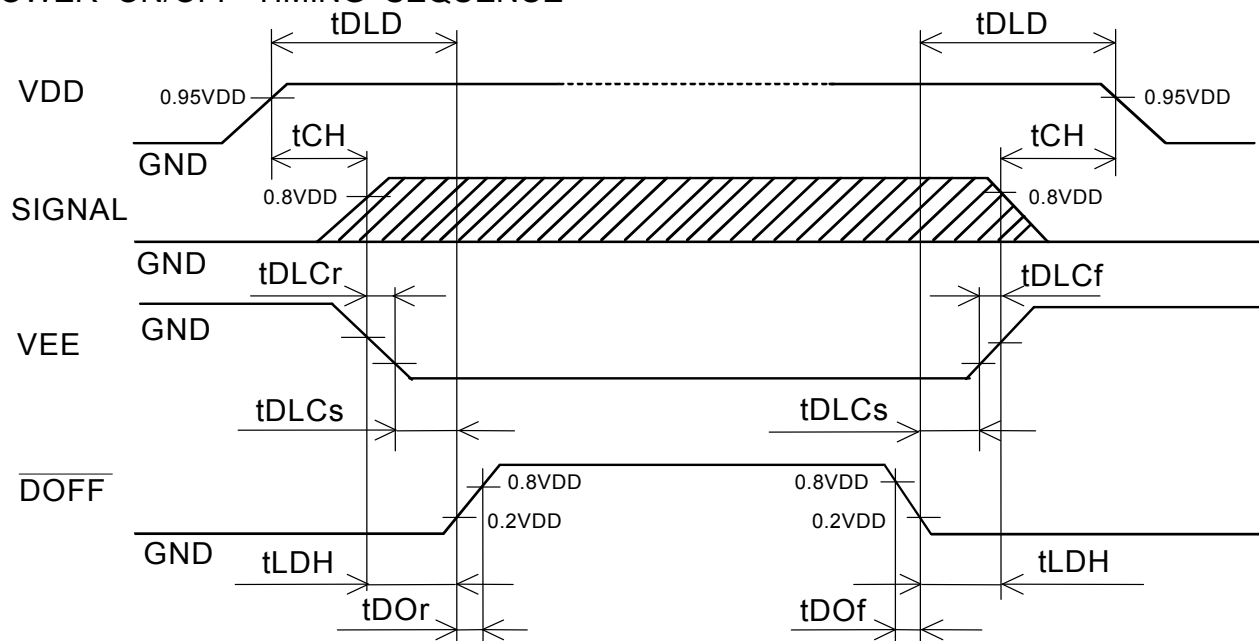 OWER ON/OFF TIMING SEQUENCE
tDLD
tDLD
VDD
0.95VDD
0.95VDD
tCH
tCH
GND
0.8VDD
0.8VDD
SIGNAL
GND
tDLCr
tDLCf
GND
VEE
tDLCs
tDLCs
DOFF
0.8VDD
0.8VDD
0.2VDD
0.2VDD
GND
tLDH
tLDH
tDOr
tDOf